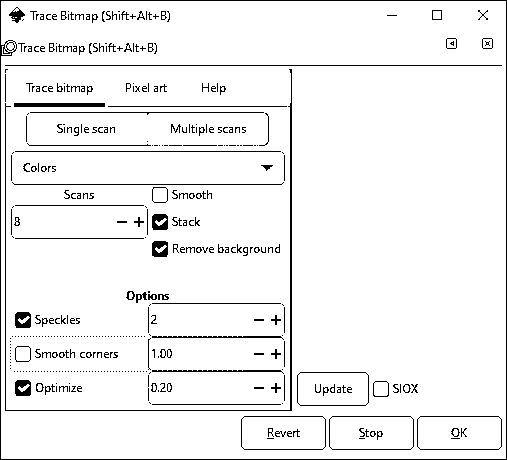 Trace Bitmap (Shift+Alt+B)
Trace Bitmap (Shift+Alt+B)
Trace bitmap Pixel art Help
Single scan Multiple scans
Colors
Scans Smooth
8 Stack
Remove background
Options
Speckles 2
Smooth corners 1.00
Optimize 0.20
Update SIOX
Revert Stop OK